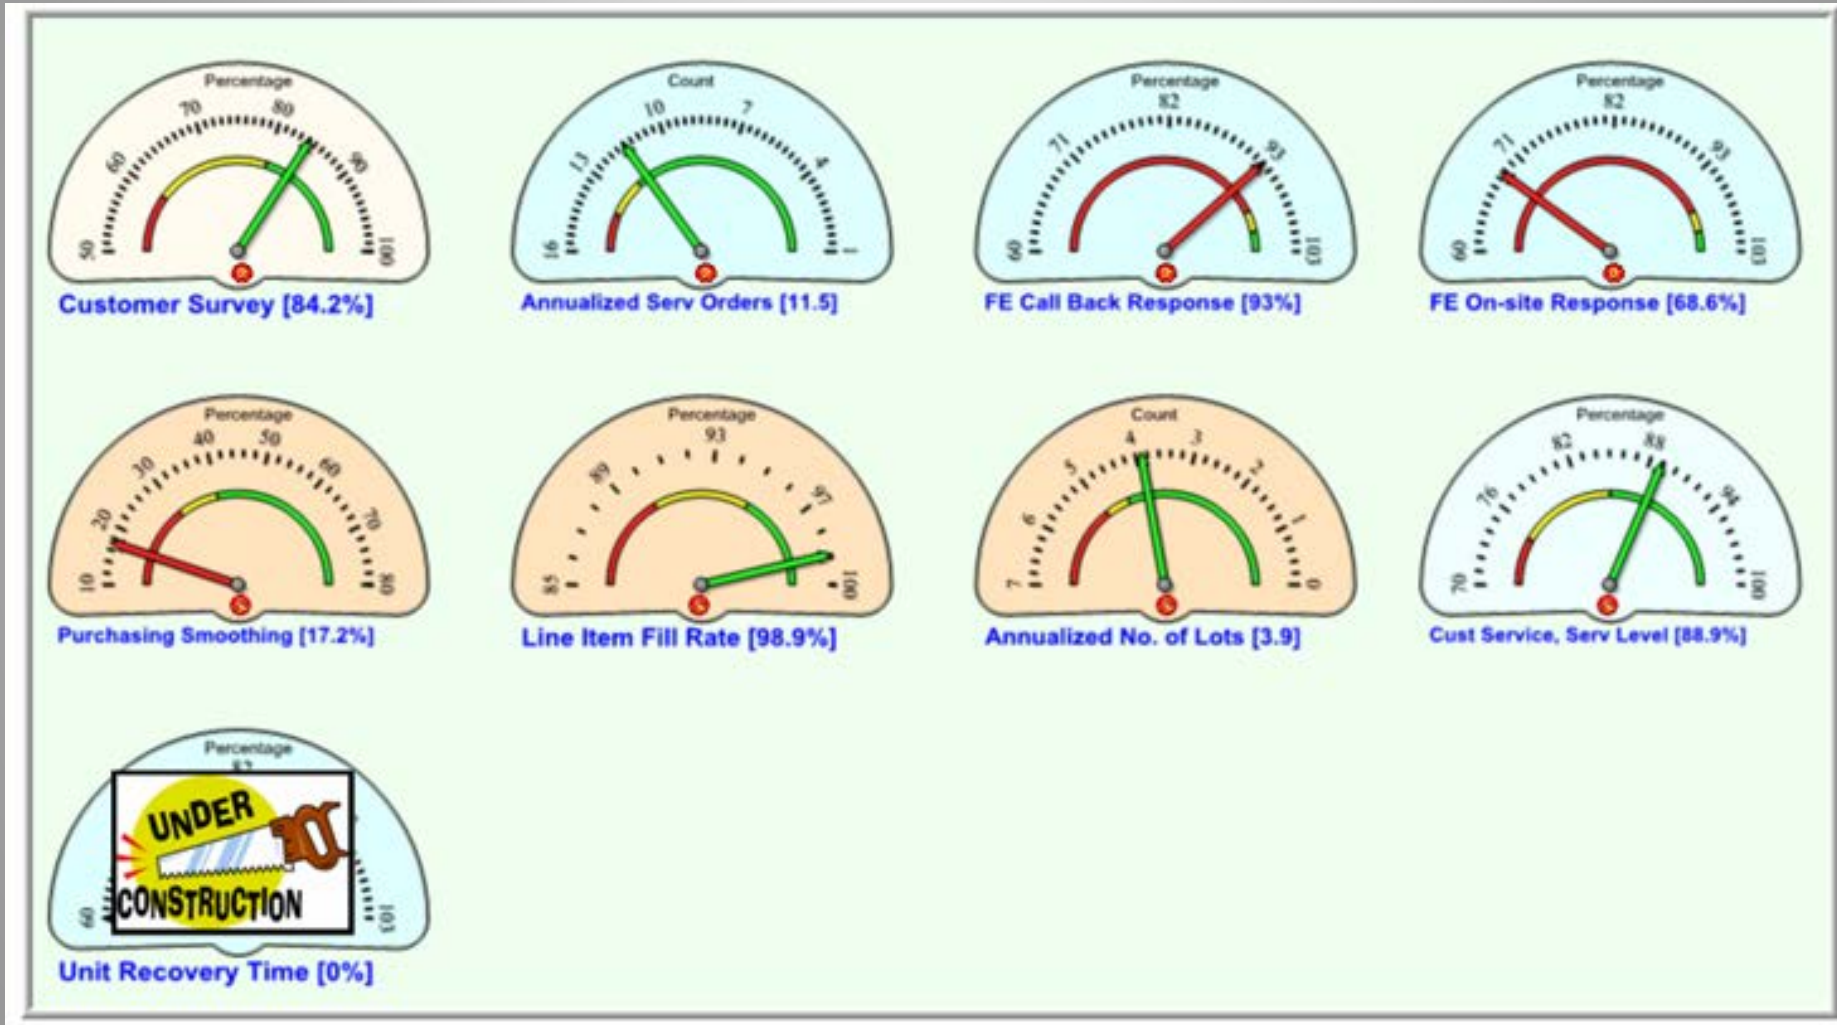 Percentage
50 60 70 80 90 100
Customer Survey [84.2%]
Count
16 13 10 7 4 1
Annualized Serv Orders [11.5]
Percentage
60 71 82 93 103
FE Call Back Response [93%]
Percentage
60 71 82 93 103
FE On-site Response [68.6%]
Percentage
10 20 30 40 50 60 70 80
Purchasing Smoothing [17.2%]
Percentage
85 89 93 97 100
Line Item Fill Rate [98.9%]
Count
7 6 5 4 3 2 1 0
Annualized No. of Lots [3.9]
Percentage
70 76 82 88 94 100
Cust Service, Serv Level [88.9%]
Percentage
60 82 103
UNDER
CONSTRUCTION
Unit Recovery Time [0%]